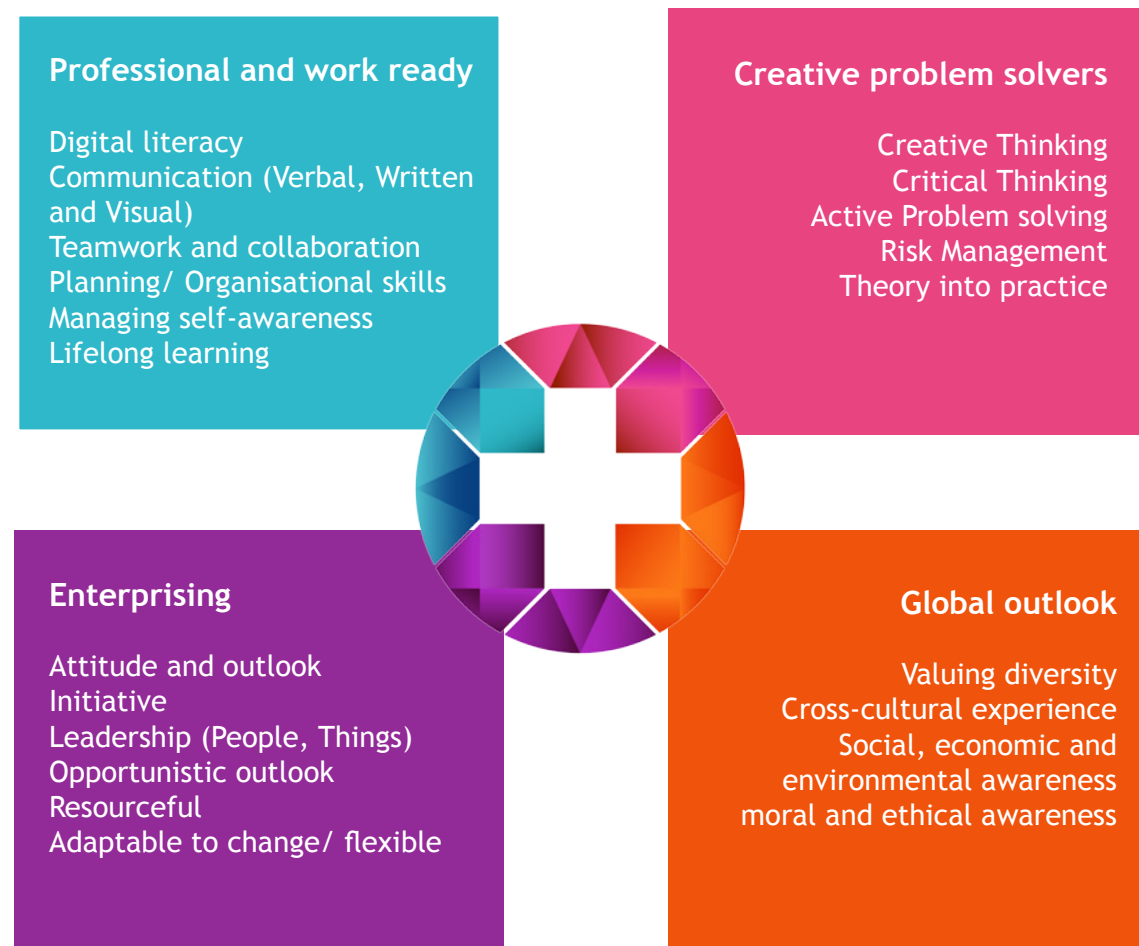 Professional and work ready
Digital literacy
Communication (Verbal, Written
and Visual)
Teamwork and collaboration
Planning/ Organisational skills
Managing self-awareness
Lifelong learning
Creative problem solvers
Creative Thinking
Critical Thinking
Active Problem solving
Risk Management
Theory into practice
Enterprising
Attitude and outlook
Initiative
Leadership (People, Things)
Opportunistic outlook
Resourceful
Adaptable to change/ flexible
Global outlook
Valuing diversity
Cross-cultural experience
Social, economic and
environmental awareness
moral and ethical awareness